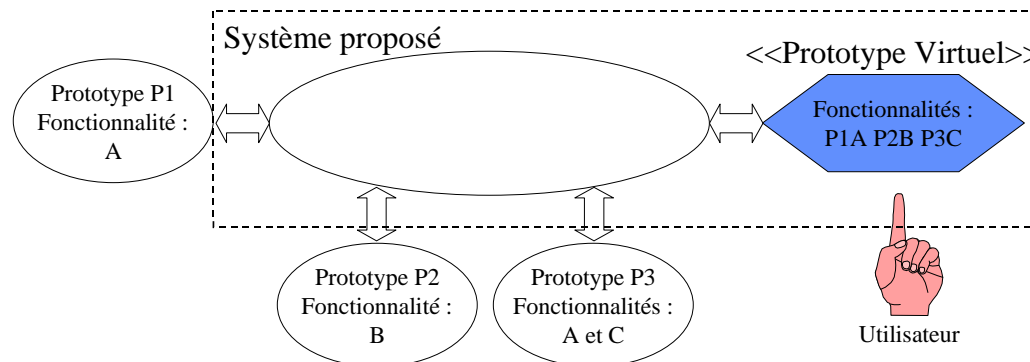 Système proposé
<<Prototype Virtuel>>
Prototype P1
Fonctionnalité :
A
Fonctionnalités :
P1A P2B P3C
Prototype P2
Fonctionnalité :
B
Prototype P3
Fonctionnalités :
A et C
Utilisateur